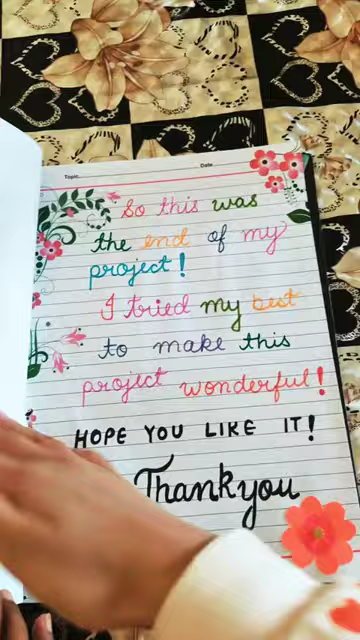 Topic
Date
So this was
the end of my
project!
I tried my best
to make this
project wonderful!
HOPE YOU LIKE IT!
Thankyou